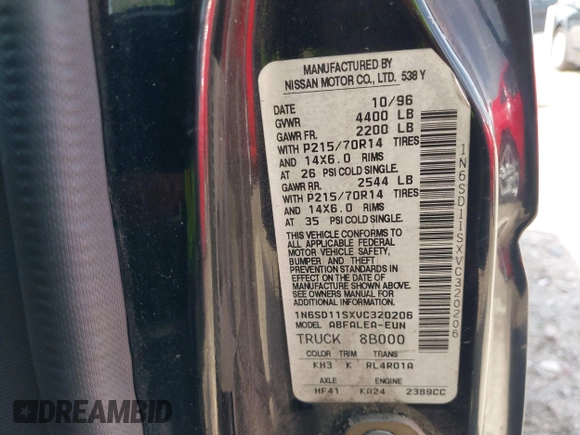 MANUFACTURED BY
NISSAN MOTOR CO., LTD. 538Y
DATE 10/96
GVWR 4400 LB
GAWR FR. 2200 LB
WITH P215/70R14 TIRES
AND 14X6.0 RIMS
AT 26 PSI COLD SINGLE.
GAWR RR. 2544 LB
WITH P215/70R14 TIRES
AND 14X6.0 RIMS
AT 35 PSI COLD SINGLE.
THIS VEHICLE CONFORMS TO
ALL APPLICABLE FEDERAL
MOTOR VEHICLE SAFETY,
BUMPER AND THEFT
PREVENTION STANDARDS IN
EFFECT ON THE DATE OF
MANUFACTURE SHOWN ABOVE.
SEE OWNERS MANUAL FOR
ADDITIONAL INFORMATION.
1N6SD11SXVC320206
MODEL ABFALEA-EUN
TRUCK 8B000
COLOR TRIM TRANS
KH3 K RL4R01A
AXLE ENGINE
HF41 KA24 2389CC
1N6SD11SXVC320206
DREAMBID